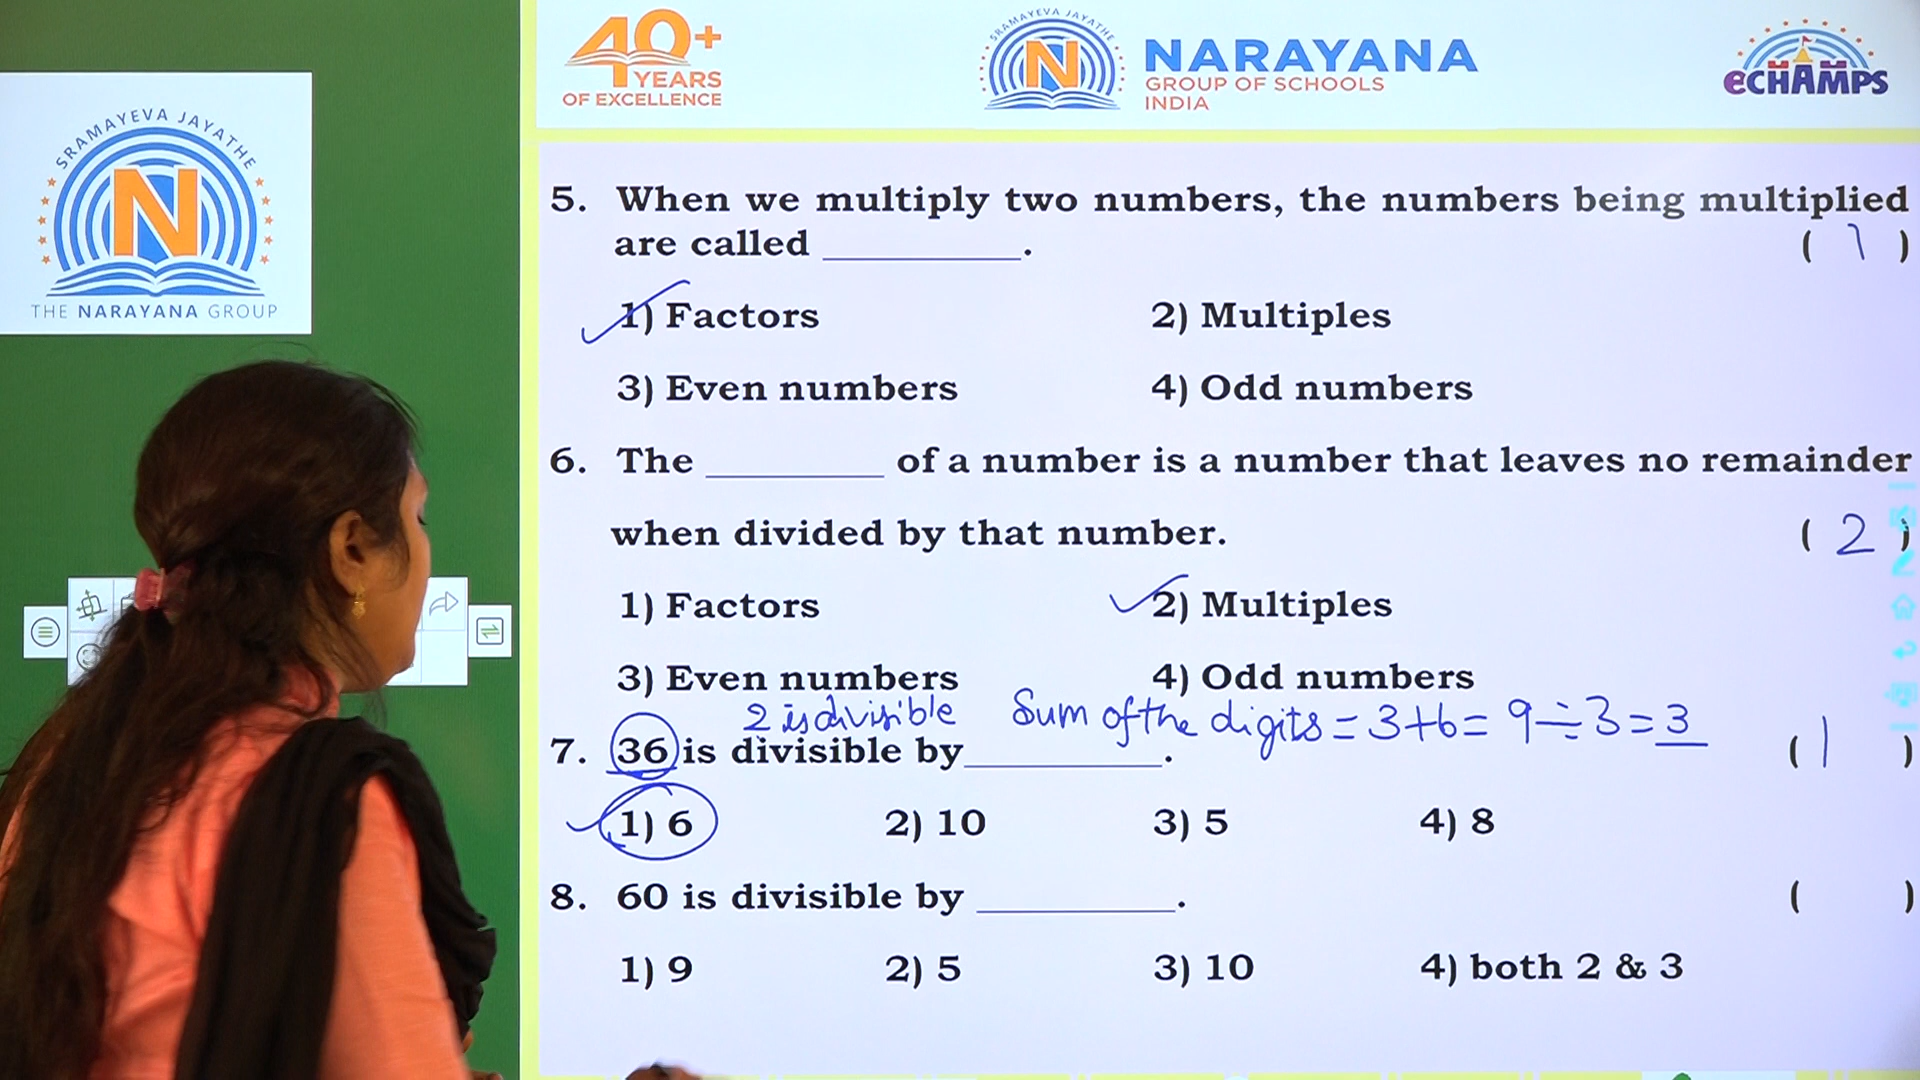 40+
YEARS
OF EXCELLENCE
SRAMAYEVA JAYATHE
N
NARAYANA
GROUP OF SCHOOLS
INDIA
eCHAMPS
SRAMAYEVA JAYATHE
N
THE NARAYANA GROUP
5. When we multiply two numbers, the numbers being multiplied
are called __________. ( 1 )
1) Factors 2) Multiples
3) Even numbers 4) Odd numbers
6. The _________ of a number is a number that leaves no remainder
when divided by that number. ( 2 )
1) Factors 2) Multiples
3) Even numbers 4) Odd numbers
2 is divisible Sum of the digits = 3+6 = 9÷3 = 3
7. 36 is divisible by__________. ( 1 )
1) 6 2) 10 3) 5 4) 8
8. 60 is divisible by __________. ( )
1) 9 2) 5 3) 10 4) both 2 & 3